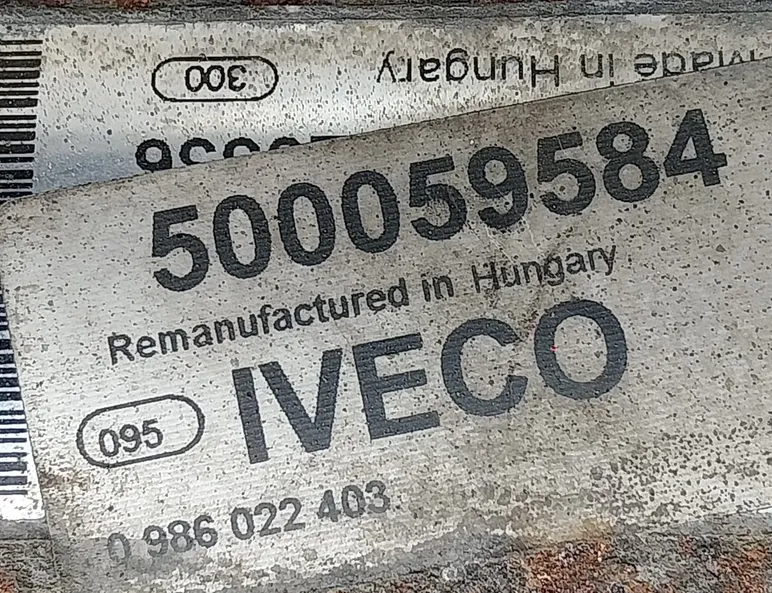 300
Made in Hungary
500059584
Remanufactured in Hungary
095
IVECO
0 986 022 403